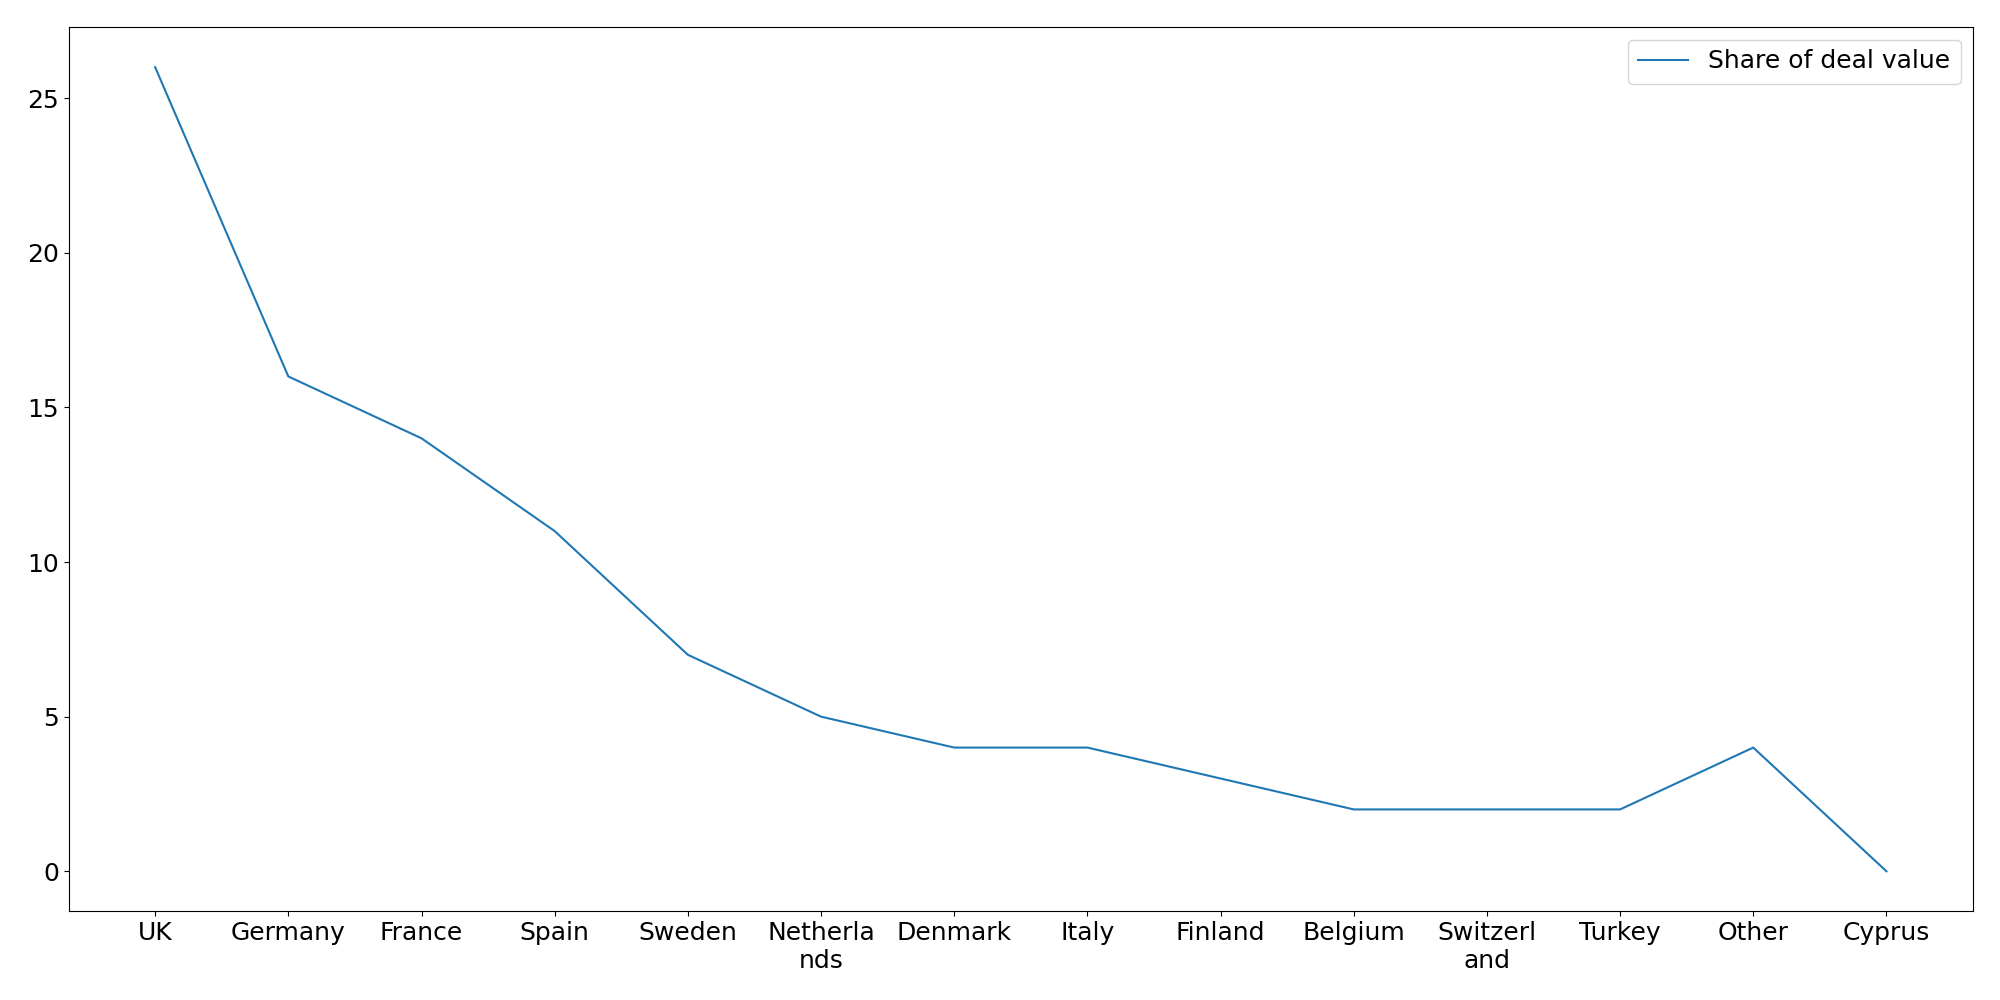 Share of deal value
25
20
15
10
5
0
UK Germany France Spain Sweden Netherla Denmark Italy Finland Belgium Switzerl Turkey Other Cyprus
nds and